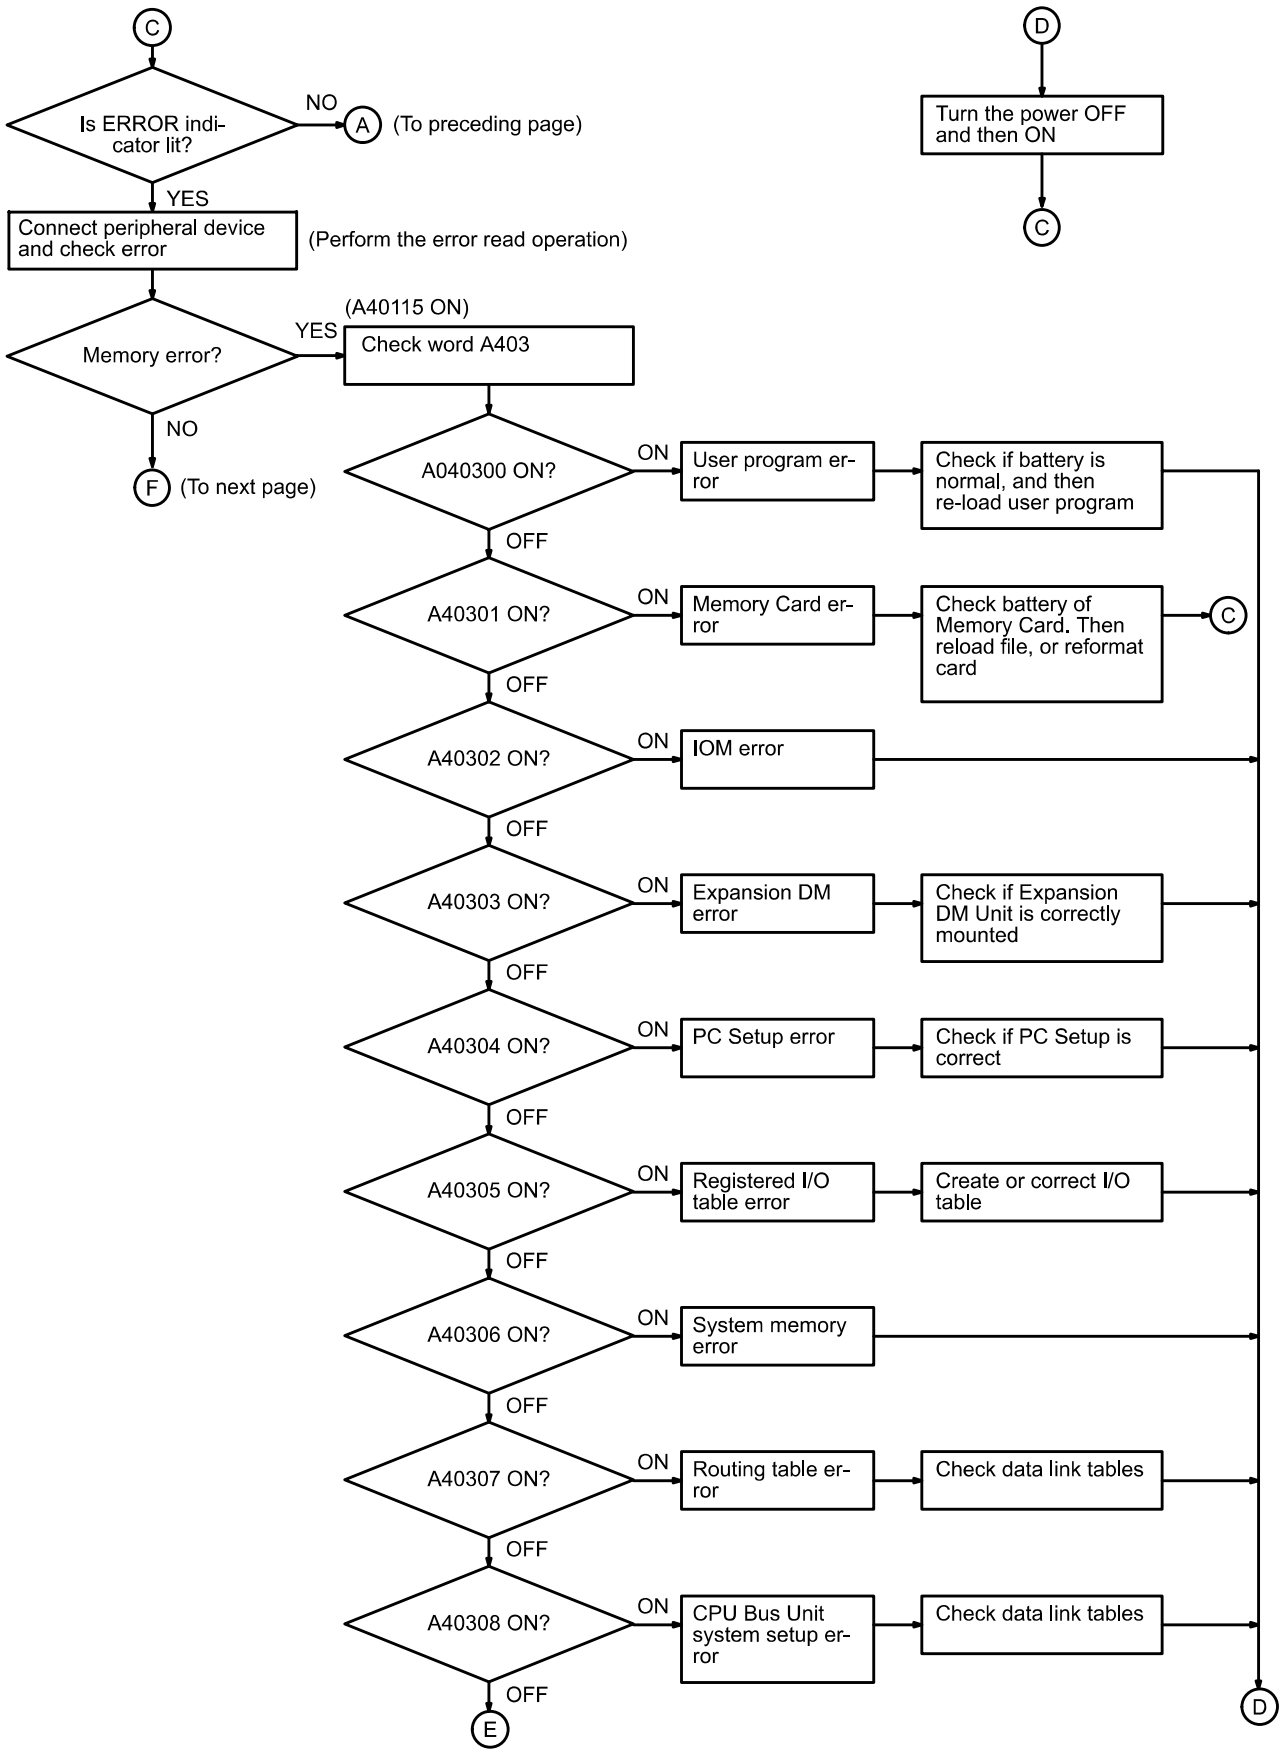 C
D
Is ERROR indi-
cator lit?
NO
A
(To preceding page)
Turn the power OFF
and then ON
YES
C
Connect peripheral device
and check error
(Perform the error read operation)
(A40115 ON)
Memory error?
YES
Check word A403
NO
F
(To next page)
A040300 ON?
ON
User program er-
ror
Check if battery is
normal, and then
re-load user program
OFF
A40301 ON?
ON
Memory Card er-
ror
Check battery of
Memory Card. Then
reload file, or reformat
card
C
OFF
A40302 ON?
ON
IOM error
OFF
A40303 ON?
ON
Expansion DM
error
Check if Expansion
DM Unit is correctly
mounted
OFF
A40304 ON?
ON
PC Setup error
Check if PC Setup is
correct
OFF
A40305 ON?
ON
Registered I/O
table error
Create or correct I/O
table
OFF
A40306 ON?
ON
System memory
error
OFF
A40307 ON?
ON
Routing table er-
ror
Check data link tables
OFF
A40308 ON?
ON
CPU Bus Unit
system setup er-
ror
Check data link tables
OFF
E
D